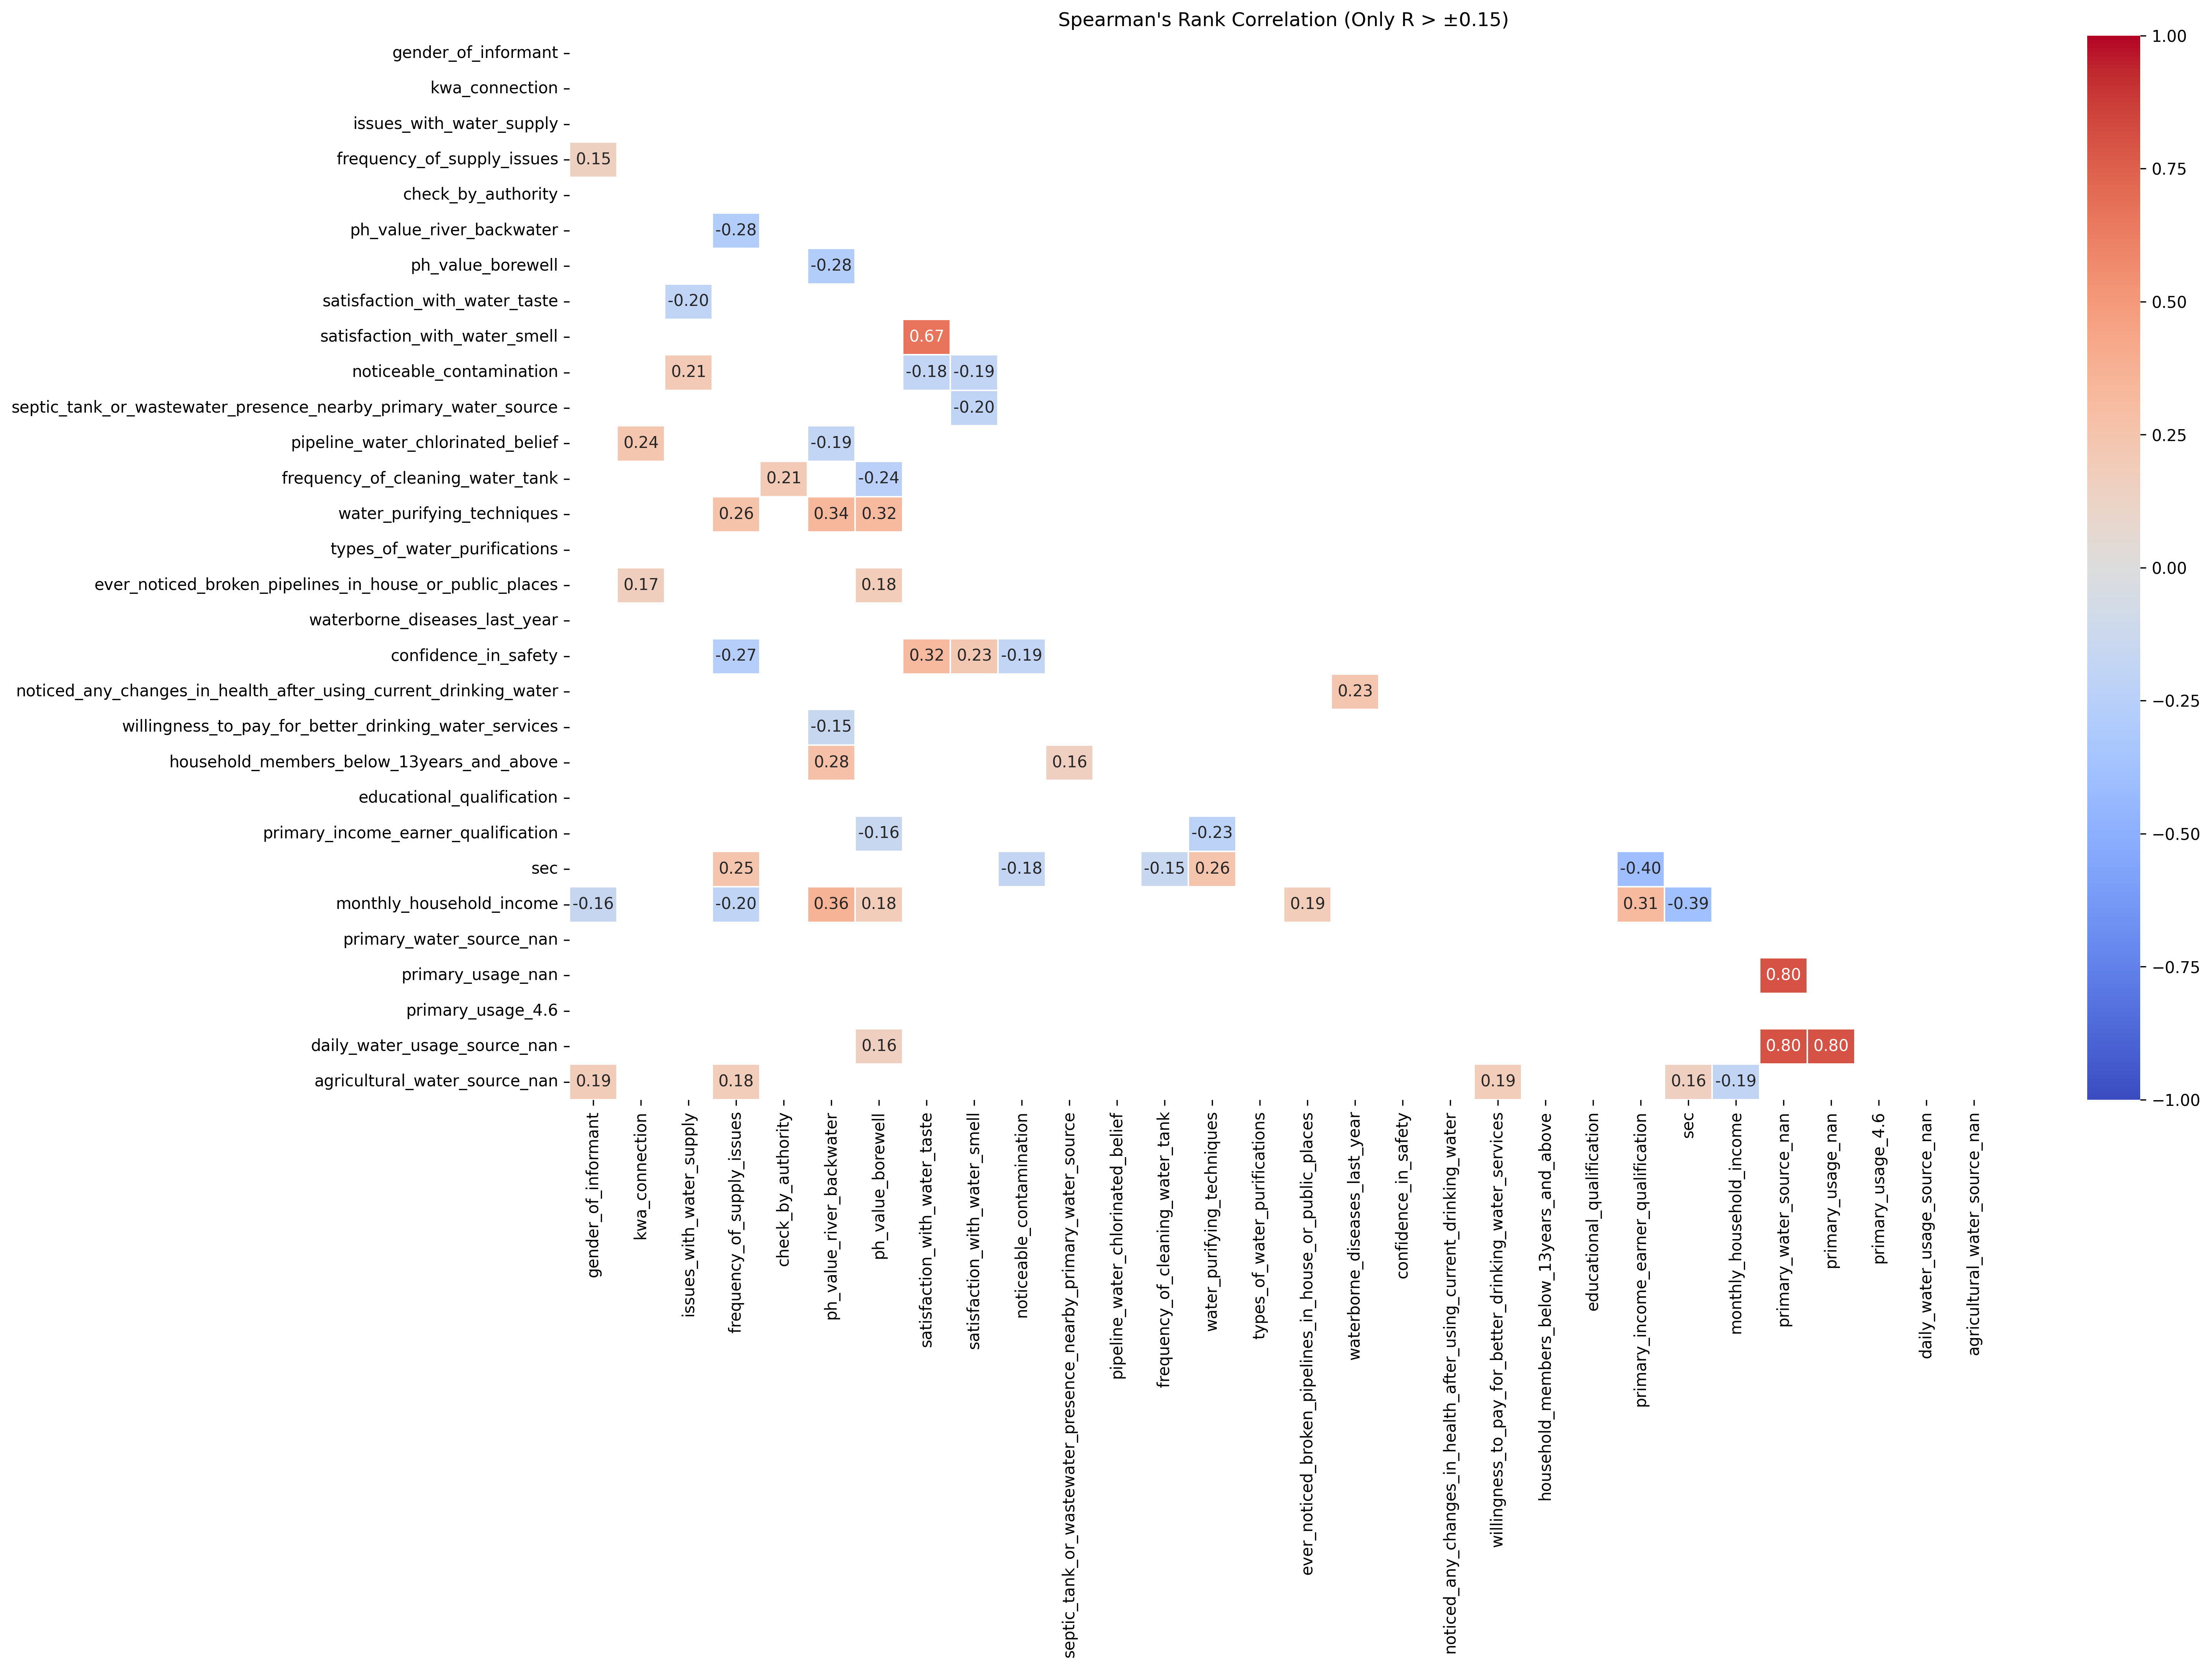 Spearman's Rank Correlation (Only R > ±0.15)
gender_of_informant
kwa_connection
issues_with_water_supply
frequency_of_supply_issues 0.15
check_by_authority
ph_value_river_backwater -0.28
ph_value_borewell -0.28
satisfaction_with_water_taste -0.20
satisfaction_with_water_smell 0.67
noticeable_contamination 0.21 -0.18 -0.19
septic_tank_or_wastewater_presence_nearby_primary_water_source -0.20
pipeline_water_chlorinated_belief 0.24 -0.19
frequency_of_cleaning_water_tank 0.21 -0.24
water_purifying_techniques 0.26 0.34 0.32
types_of_water_purifications
ever_noticed_broken_pipelines_in_house_or_public_places 0.17 0.18
waterborne_diseases_last_year
confidence_in_safety -0.27 0.32 0.23 -0.19
noticed_any_changes_in_health_after_using_current_drinking_water 0.23
willingness_to_pay_for_better_drinking_water_services -0.15
household_members_below_13years_and_above 0.28 0.16
educational_qualification
primary_income_earner_qualification -0.16 -0.23
sec 0.25 -0.18 -0.15 0.26 -0.40
monthly_household_income -0.16 -0.20 0.36 0.18 0.19 0.31 -0.39
primary_water_source_nan
primary_usage_nan 0.80
primary_usage_4.6
daily_water_usage_source_nan 0.16 0.80 0.80
agricultural_water_source_nan 0.19 0.18 0.19 0.16 -0.19
gender_of_informant
kwa_connection
issues_with_water_supply
frequency_of_supply_issues
check_by_authority
ph_value_river_backwater
ph_value_borewell
satisfaction_with_water_taste
satisfaction_with_water_smell
noticeable_contamination
septic_tank_or_wastewater_presence_nearby_primary_water_source
pipeline_water_chlorinated_belief
frequency_of_cleaning_water_tank
water_purifying_techniques
types_of_water_purifications
ever_noticed_broken_pipelines_in_house_or_public_places
waterborne_diseases_last_year
confidence_in_safety
noticed_any_changes_in_health_after_using_current_drinking_water
willingness_to_pay_for_better_drinking_water_services
household_members_below_13years_and_above
educational_qualification
primary_income_earner_qualification
sec
monthly_household_income
primary_water_source_nan
primary_usage_nan
primary_usage_4.6
daily_water_usage_source_nan
agricultural_water_source_nan
1.00
0.75
0.50
0.25
0.00
−0.25
−0.50
−0.75
−1.00